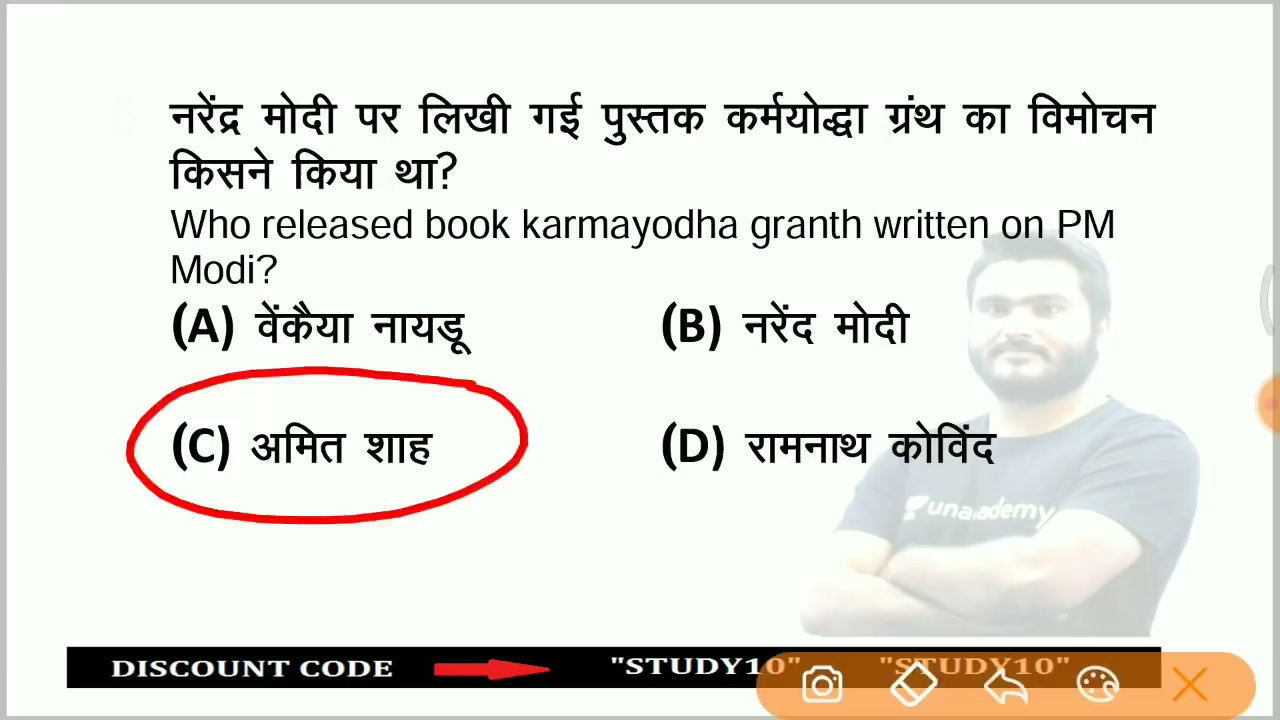 नरेंद्र मोदी पर लिखी गई पुस्तक कर्मयोद्धा ग्रंथ का विमोचन
किसने किया था?
Who released book karmayodha granth written on PM
Modi?
(A) वेंकैया नायडू (B) नरेंद मोदी
(C) अमित शाह (D) रामनाथ कोविंद
unacademy
DISCOUNT CODE "STUDY10" "STUDY10"